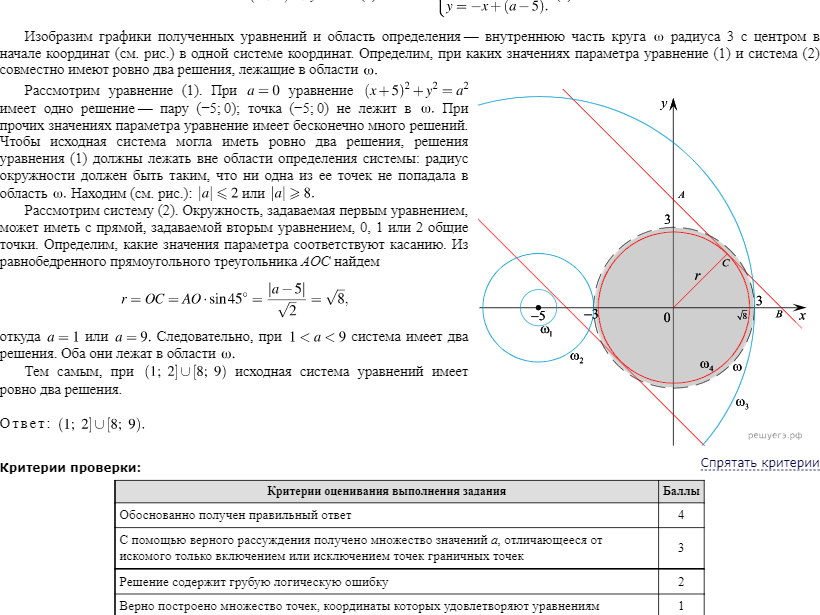 { y = −x + (a − 5).
Изобразим графики полученных уравнений и область определения — внутреннюю часть круга ω радиуса 3 с центром в
начале координат (см. рис.) в одной системе координат. Определим, при каких значениях параметра уравнение (1) и система (2)
совместно имеют ровно два решения, лежащие в области ω.
Рассмотрим уравнение (1). При a = 0 уравнение (x + 5)² + y² = a²
имеет одно решение — пару (−5; 0); точка (−5; 0) не лежит в ω. При
прочих значениях параметра уравнение имеет бесконечно много решений.
Чтобы исходная система могла иметь ровно два решения, решения
уравнения (1) должны лежать вне области определения системы: радиус
окружности должен быть таким, что ни одна из ее точек не попадала в
область ω. Находим (см. рис.): |a| ⩽ 2 или |a| ⩾ 8.
Рассмотрим систему (2). Окружность, задаваемая первым уравнением,
может иметь с прямой, задаваемой вторым уравнением, 0, 1 или 2 общие
точки. Определим, какие значения параметра соответствуют касанию. Из
равнобедренного прямоугольного треугольника AOC найдем
r = OC = AO · sin 45° = |a − 5| / √2 = √8,
откуда a = 1 или a = 9. Следовательно, при 1 < a < 9 система имеет два
решения. Оба они лежат в области ω.
Тем самым, при (1; 2] ∪ [8; 9) исходная система уравнений имеет
ровно два решения.
Ответ: (1; 2] ∪ [8; 9).
y
A
3
C
r
−5
−3
0
√8
3
B
x
ω₁
ω₂
ω₄
ω
ω₃
решуегэ.рф
Спрятать критерии
Критерии проверки:
Критерии оценивания выполнения задания Баллы
Обоснованно получен правильный ответ 4
С помощью верного рассуждения получено множество значений a, отличающееся от
искомого только включением или исключением точек граничных точек 3
Решение содержит грубую логическую ошибку 2
Верно построено множество точек, координаты которых удовлетворяют уравнениям 1